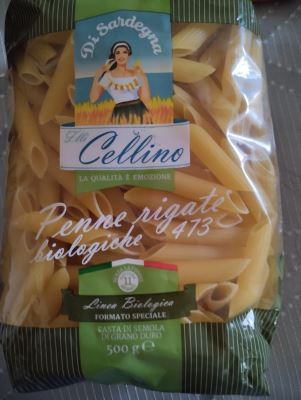 Di Sardegna
F.lli
Cellino
LA QUALITÀ È EMOZIONE
Penne rigate
biologiche 473
11
Linea Biologica
FORMATO SPECIALE
PASTA DI SEMOLA
DI GRANO DURO
500 g e